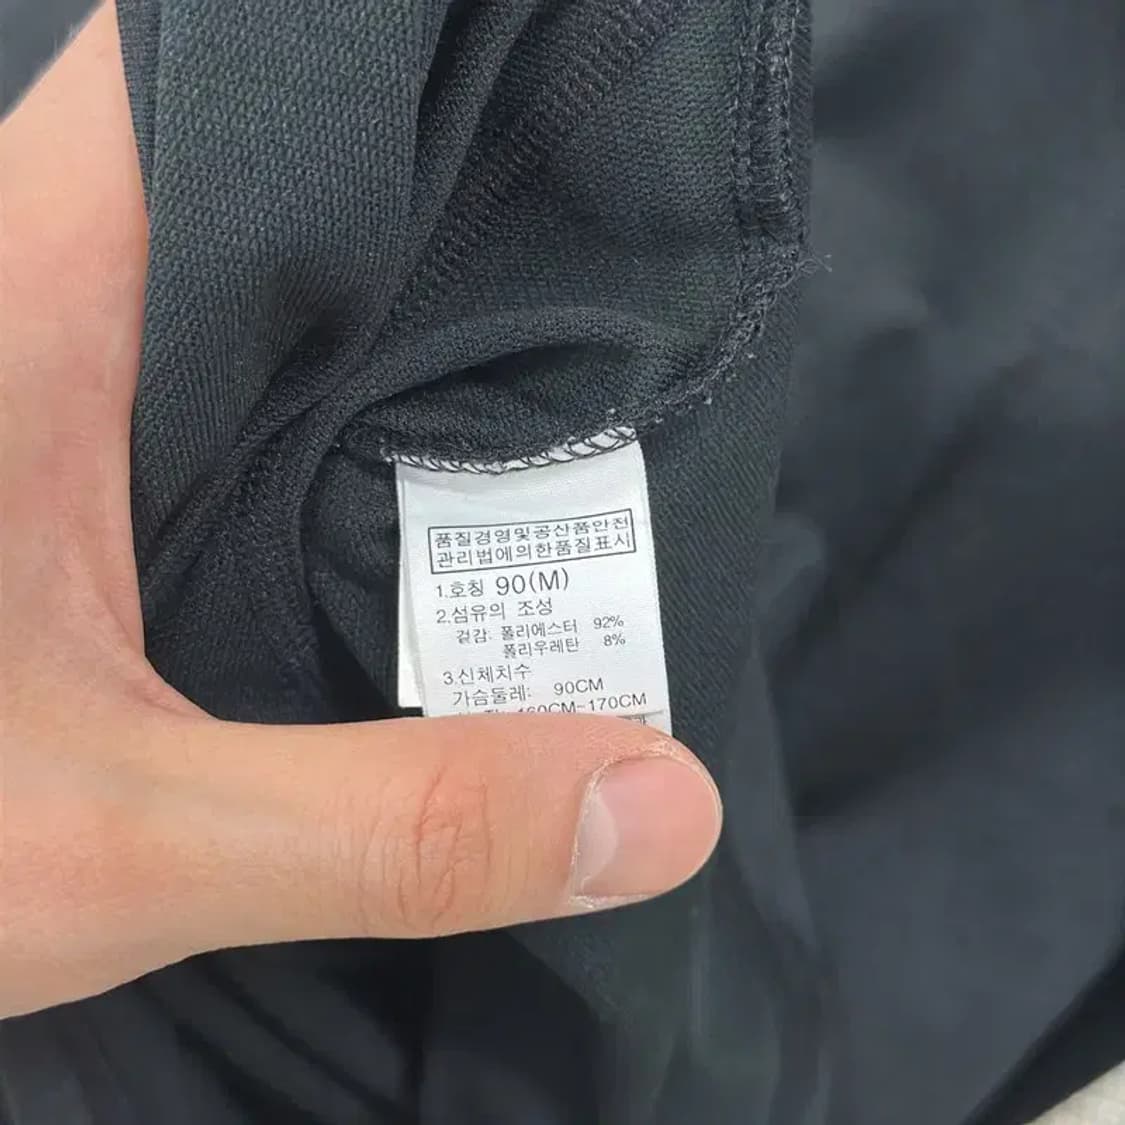 품질경영및공산품안전
관리법에의한품질표시
1.호칭 90(M)
2.섬유의 조성
겉감: 폴리에스터 92%
폴리우레탄 8%
3.신체치수
가슴둘레: 90CM
160CM~170CM